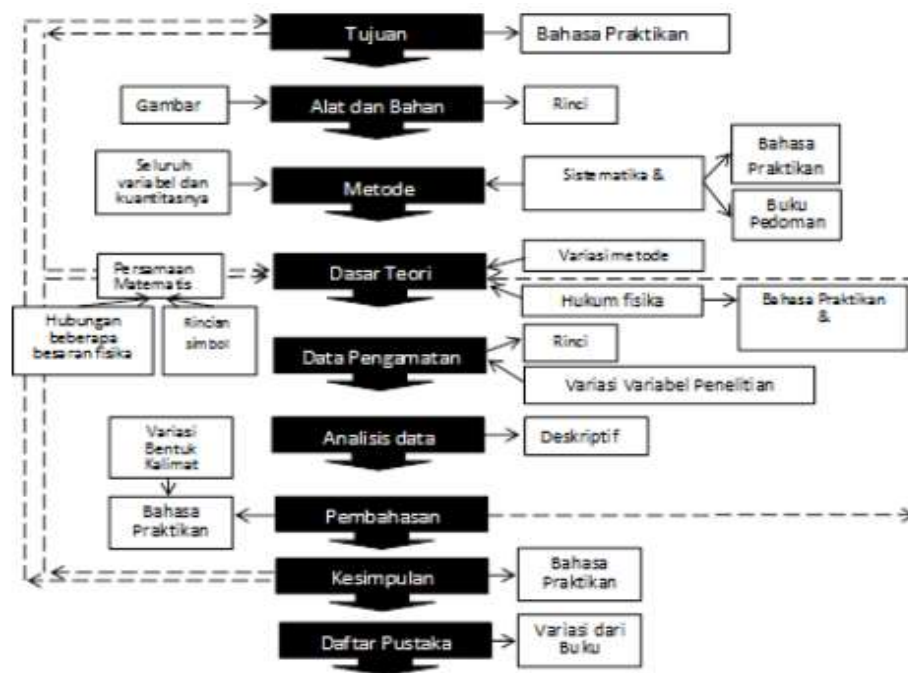 Tujuan
Bahasa Praktikan
Gambar
Alat dan Bahan
Rinci
Seluruh
variabel dan
kuantitasnya
Metode
Sistematika &
Bahasa
Praktikan
Buku
Pedoman
Persamaan
Matematis
Dasar Teori
Variasi metode
Hukum fisika
Bahasa Praktikan
&
Hubungan
beberapa
besaran fisika
Rincian
simbol
Data Pengamatan
Rinci
Variasi Variabel Penelitian
Variasi
Bentuk
Kalimat
Analisis data
Deskriptif
Bahasa
Praktikan
Pembahasan
Kesimpulan
Bahasa
Praktikan
Daftar Pustaka
Variasi dari
Buku